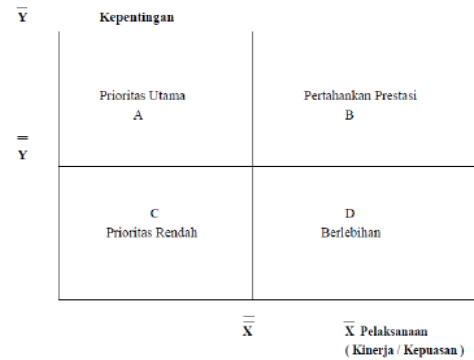 Y̅ Kepentingan
Prioritas Utama Pertahankan Prestasi
A B
Y̿
C D
Prioritas Rendah Berlebihan
X̿ X̅ Pelaksanaan
( Kinerja / Kepuasan )